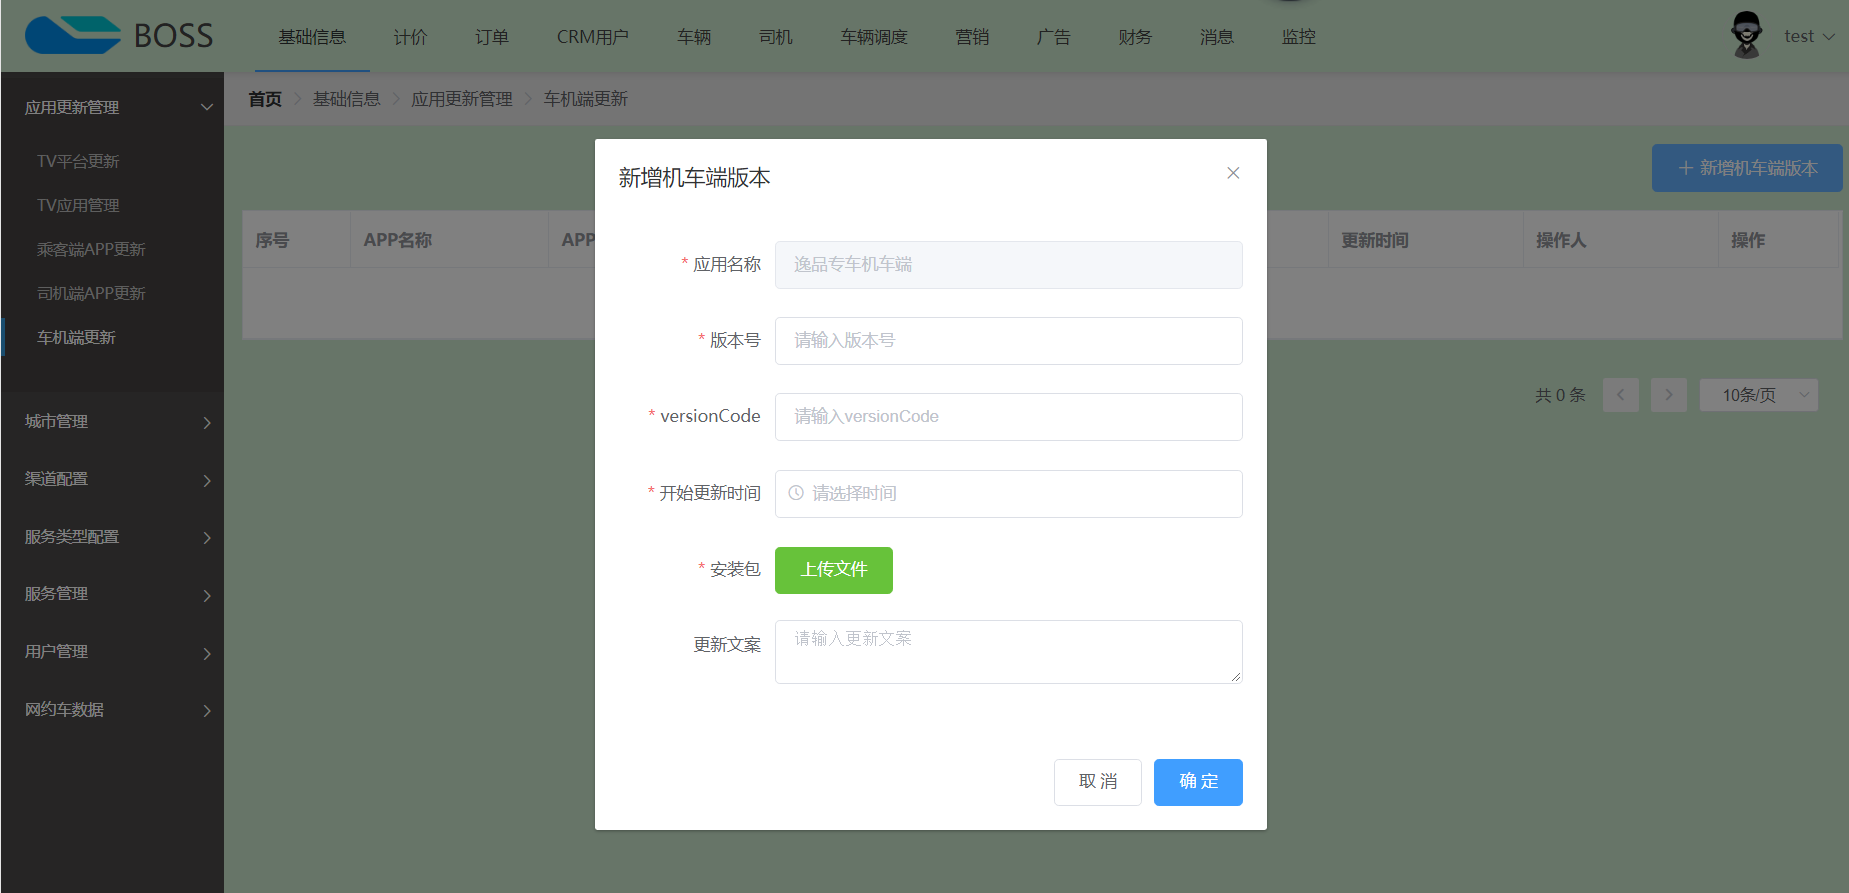 BOSS
基础信息 计价 订单 CRM用户 车辆 司机 车辆调度 营销 广告 财务 消息 监控
test
应用更新管理
TV平台更新
TV应用管理
乘客端APP更新
司机端APP更新
车机端更新
城市管理
渠道配置
服务类型配置
服务管理
用户管理
网约车数据
首页 基础信息 应用更新管理 车机端更新
新增机车端版本
序号 APP名称 APP 更新时间 操作人 操作
共 0 条 10条/页
新增机车端版本
* 应用名称 逸品专车机车端
* 版本号 请输入版本号
* versionCode 请输入versionCode
* 开始更新时间 请选择时间
* 安装包 上传文件
更新文案 请输入更新文案
取 消 确 定